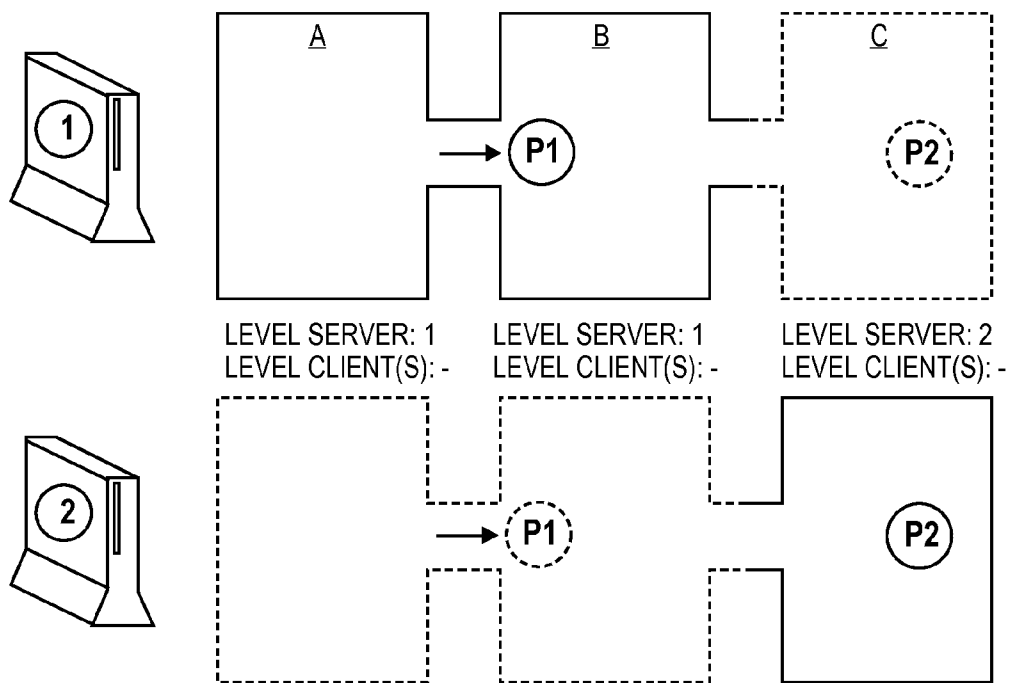 A
B
C
1
P1
P2
LEVEL SERVER: 1
LEVEL CLIENT(S): -
LEVEL SERVER: 1
LEVEL CLIENT(S): -
LEVEL SERVER: 2
LEVEL CLIENT(S): -
2
P1
P2